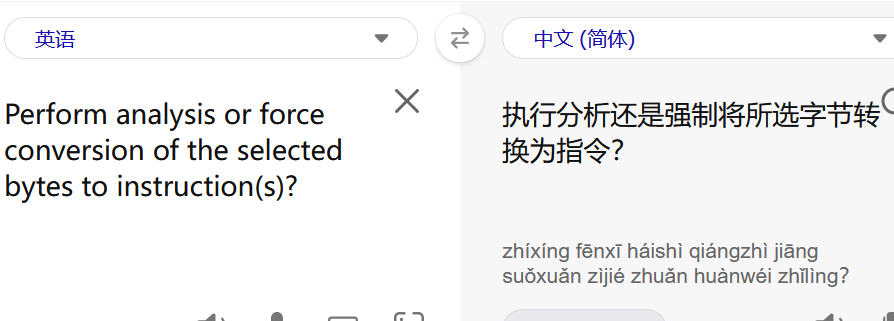 英语
中文 (简体)
Perform analysis or force
conversion of the selected
bytes to instruction(s)?
执行分析还是强制将所选字节转
换为指令?
zhíxíng fēnxī háishì qiángzhì jiāng
suǒxuǎn zìjié zhuǎn huànwéi zhǐlìng?